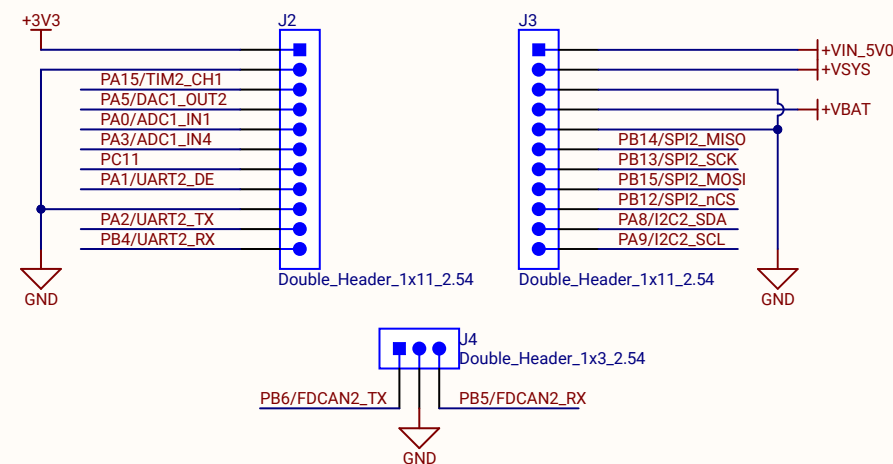 +3V3
J2
PA15/TIM2_CH1
PA5/DAC1_OUT2
PA0/ADC1_IN1
PA3/ADC1_IN4
PC11
PA1/UART2_DE
PA2/UART2_TX
PB4/UART2_RX
GND
Double_Header_1x11_2.54
J3
+VIN_5V0
+VSYS
+VBAT
PB14/SPI2_MISO
PB13/SPI2_SCK
PB15/SPI2_MOSI
PB12/SPI2_nCS
PA8/I2C2_SDA
PA9/I2C2_SCL
Double_Header_1x11_2.54
GND
J4
Double_Header_1x3_2.54
PB6/FDCAN2_TX
PB5/FDCAN2_RX
GND